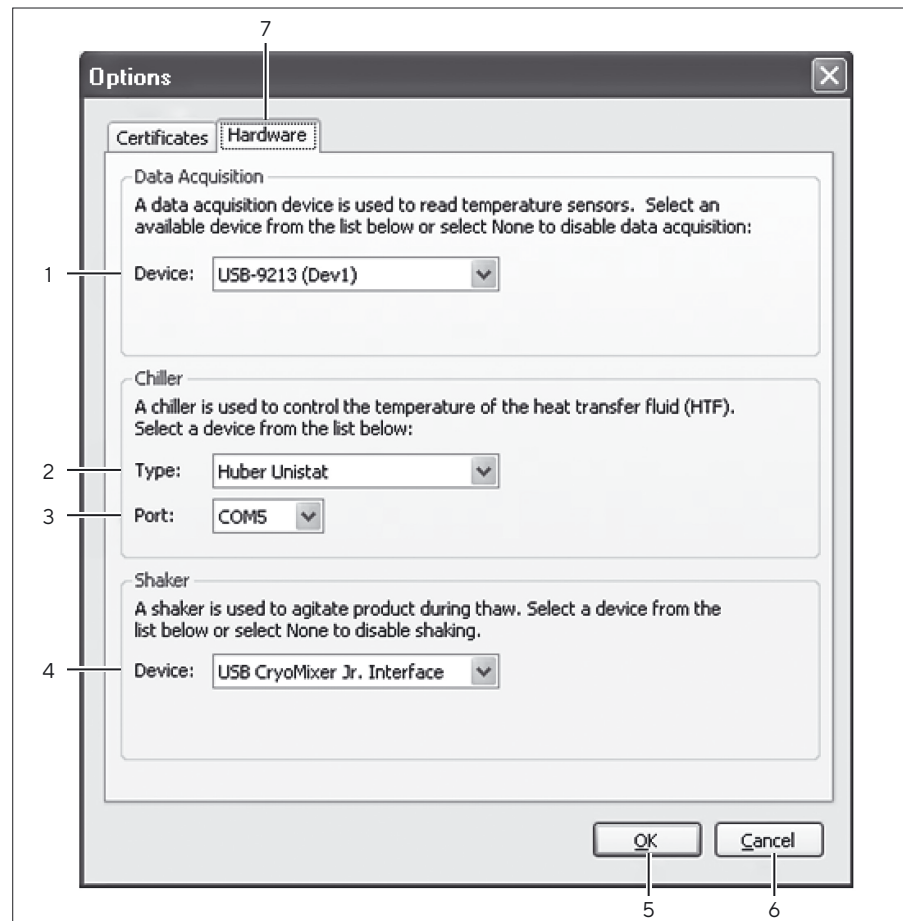 7
Options
Certificates Hardware
Data Acquisition
A data acquisition device is used to read temperature sensors. Select an
available device from the list below or select None to disable data acquisition:
1 Device: USB-9213 (Dev1)
Chiller
A chiller is used to control the temperature of the heat transfer fluid (HTF).
Select a device from the list below:
2 Type: Huber Unistat
3 Port: COM5
Shaker
A shaker is used to agitate product during thaw. Select a device from the
list below or select None to disable shaking.
4 Device: USB CryoMixer Jr. Interface
OK Cancel
5 6